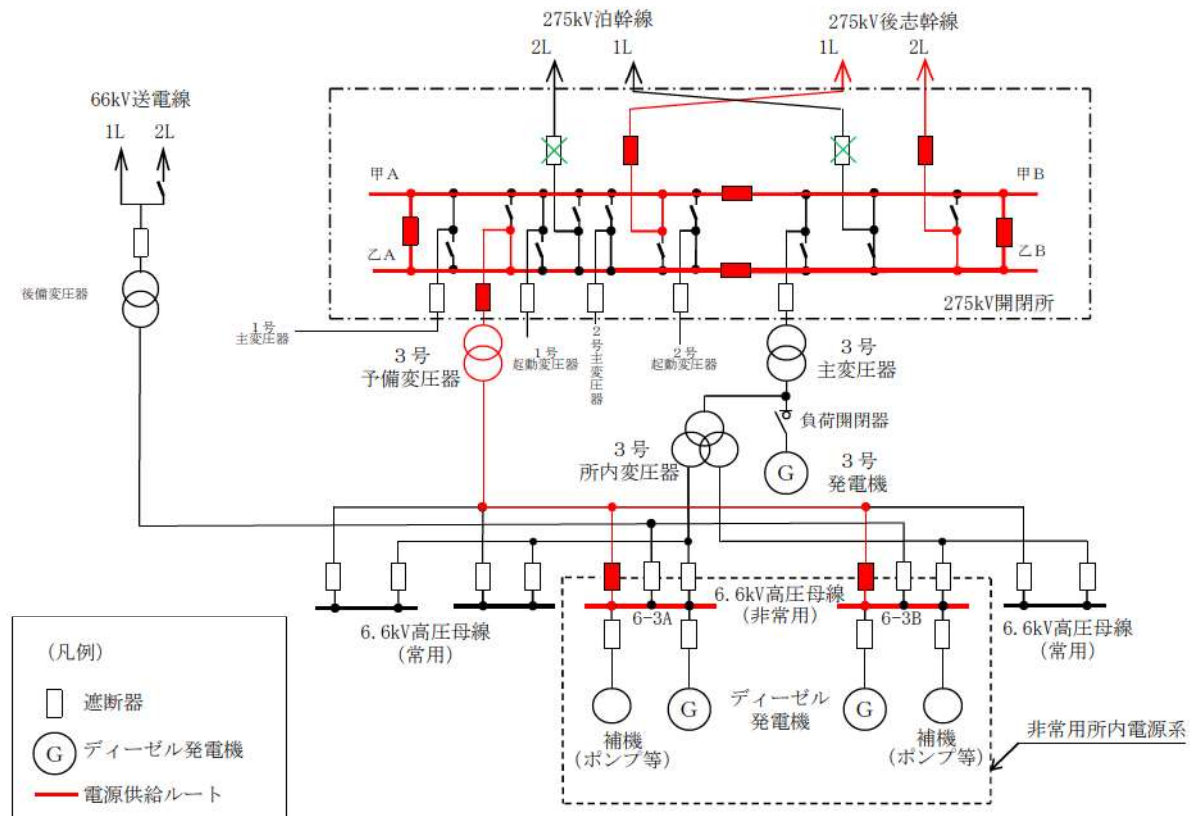 275kV泊幹線
275kV後志幹線
2L
1L
1L
2L
66kV送電線
1L
2L
甲A
甲B
乙A
乙B
275kV開閉所
後備変圧器
1号
主変圧器
3号
予備変圧器
1号
起動変圧器
2号主変圧器
2号
起動変圧器
3号
主変圧器
負荷開閉器
3号
所内変圧器
G
3号
発電機
6.6kV高圧母線
(常用)
6-3A
6.6kV高圧母線
(非常用)
6-3B
6.6kV高圧母線
(常用)
G
ディーゼル
発電機
G
補機
(ポンプ等)
補機
(ポンプ等)
非常用所内電源系
(凡例)
遮断器
G
ディーゼル発電機
電源供給ルート